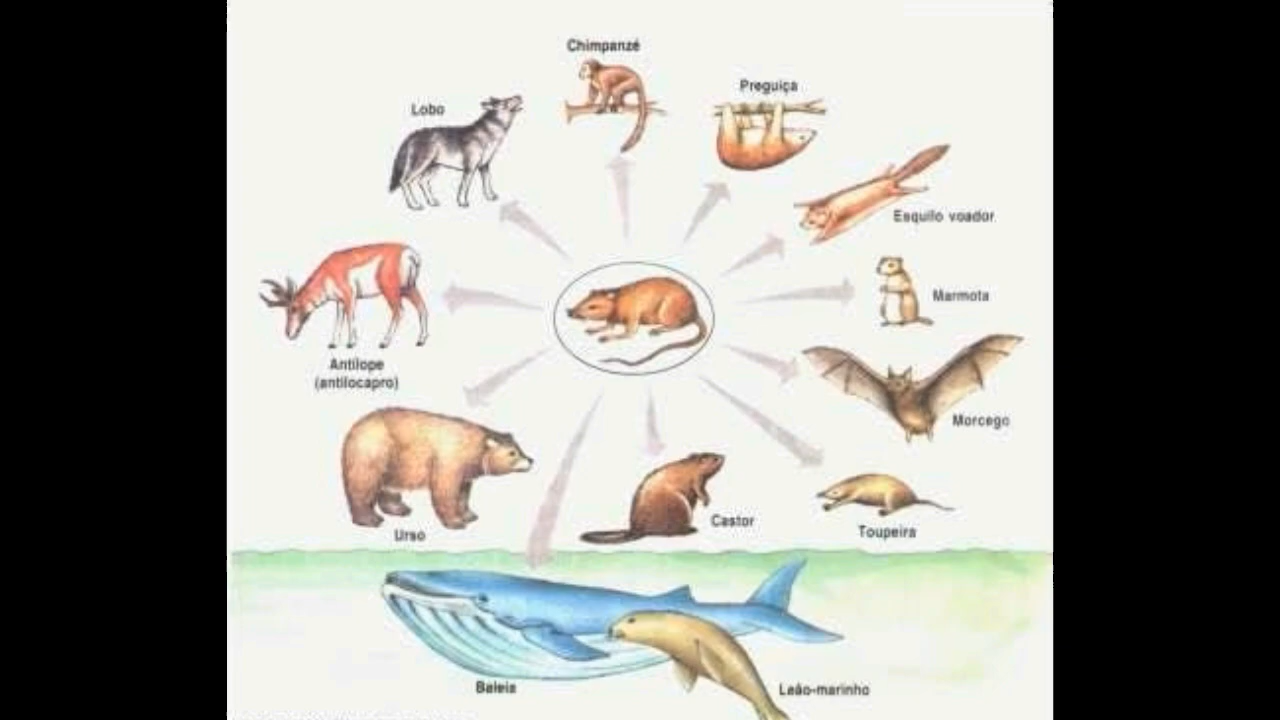 Chimpanzé
Preguiça
Lobo
Esquilo voador
Marmota
Antílope
(antilocapro)
Morcego
Castor
Toupeira
Urso
Baleia
Leão-marinho